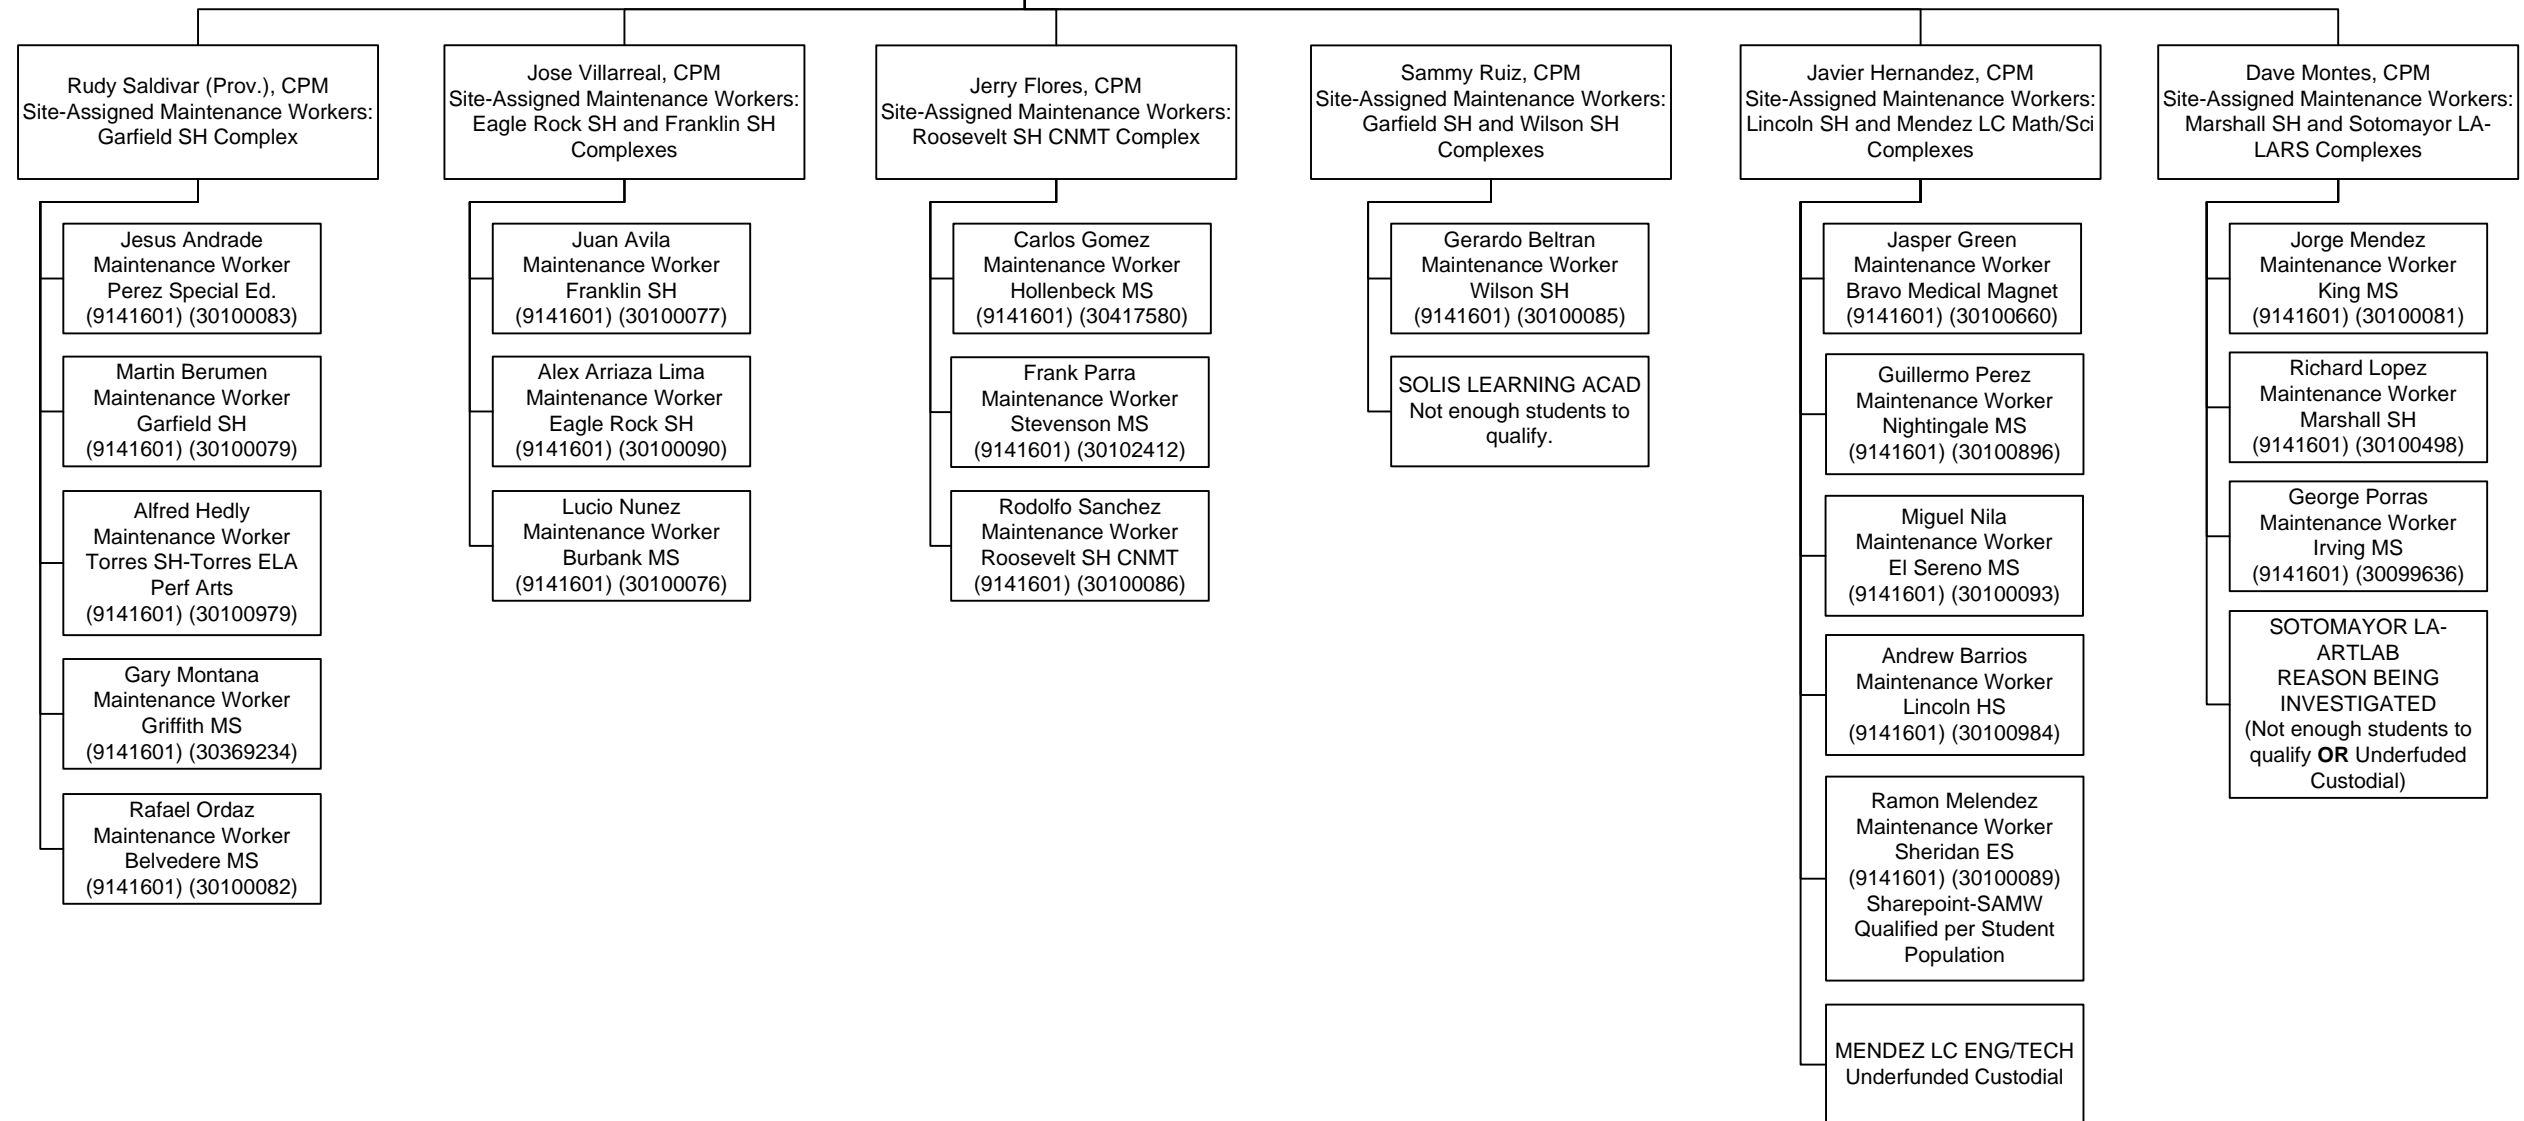 Rudy Saldivar (Prov.), CPM
Site-Assigned Maintenance Workers:
Garfield SH Complex
Jesus Andrade
Maintenance Worker
Perez Special Ed.
(9141601) (30100083)
Martin Berumen
Maintenance Worker
Garfield SH
(9141601) (30100079)
Alfred Hedly
Maintenance Worker
Torres SH-Torres ELA
Perf Arts
(9141601) (30100979)
Gary Montana
Maintenance Worker
Griffith MS
(9141601) (30369234)
Rafael Ordaz
Maintenance Worker
Belvedere MS
(9141601) (30100082)
Jose Villarreal, CPM
Site-Assigned Maintenance Workers:
Eagle Rock SH and Franklin SH
Complexes
Juan Avila
Maintenance Worker
Franklin SH
(9141601) (30100077)
Alex Arriaza Lima
Maintenance Worker
Eagle Rock SH
(9141601) (30100090)
Lucio Nunez
Maintenance Worker
Burbank MS
(9141601) (30100076)
Jerry Flores, CPM
Site-Assigned Maintenance Workers:
Roosevelt SH CNMT Complex
Carlos Gomez
Maintenance Worker
Hollenbeck MS
(9141601) (30417580)
Frank Parra
Maintenance Worker
Stevenson MS
(9141601) (30102412)
Rodolfo Sanchez
Maintenance Worker
Roosevelt SH CNMT
(9141601) (30100086)
Sammy Ruiz, CPM
Site-Assigned Maintenance Workers:
Garfield SH and Wilson SH
Complexes
Gerardo Beltran
Maintenance Worker
Wilson SH
(9141601) (30100085)
SOLIS LEARNING ACAD
Not enough students to
qualify.
Javier Hernandez, CPM
Site-Assigned Maintenance Workers:
Lincoln SH and Mendez LC Math/Sci
Complexes
Jasper Green
Maintenance Worker
Bravo Medical Magnet
(9141601) (30100660)
Guillermo Perez
Maintenance Worker
Nightingale MS
(9141601) (30100896)
Miguel Nila
Maintenance Worker
El Sereno MS
(9141601) (30100093)
Andrew Barrios
Maintenance Worker
Lincoln HS
(9141601) (30100984)
Ramon Melendez
Maintenance Worker
Sheridan ES
(9141601) (30100089)
Sharepoint-SAMW
Qualified per Student
Population
MENDEZ LC ENG/TECH
Underfunded Custodial
Dave Montes, CPM
Site-Assigned Maintenance Workers:
Marshall SH and Sotomayor LA-
LARS Complexes
Jorge Mendez
Maintenance Worker
King MS
(9141601) (30100081)
Richard Lopez
Maintenance Worker
Marshall SH
(9141601) (30100498)
George Porras
Maintenance Worker
Irving MS
(9141601) (30099636)
SOTOMAYOR LA-
ARTLAB
REASON BEING
INVESTIGATED
(Not enough students to
qualify OR Underfuded
Custodial)